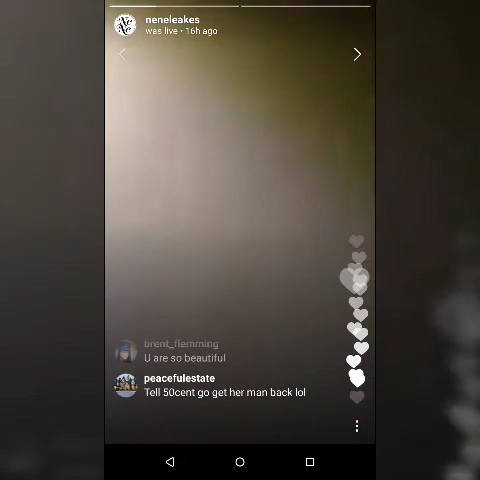 neneleakes
was live • 16h ago
brent_flemming
U are so beautiful
peacefulestate
Tell 50cent go get her man back lol